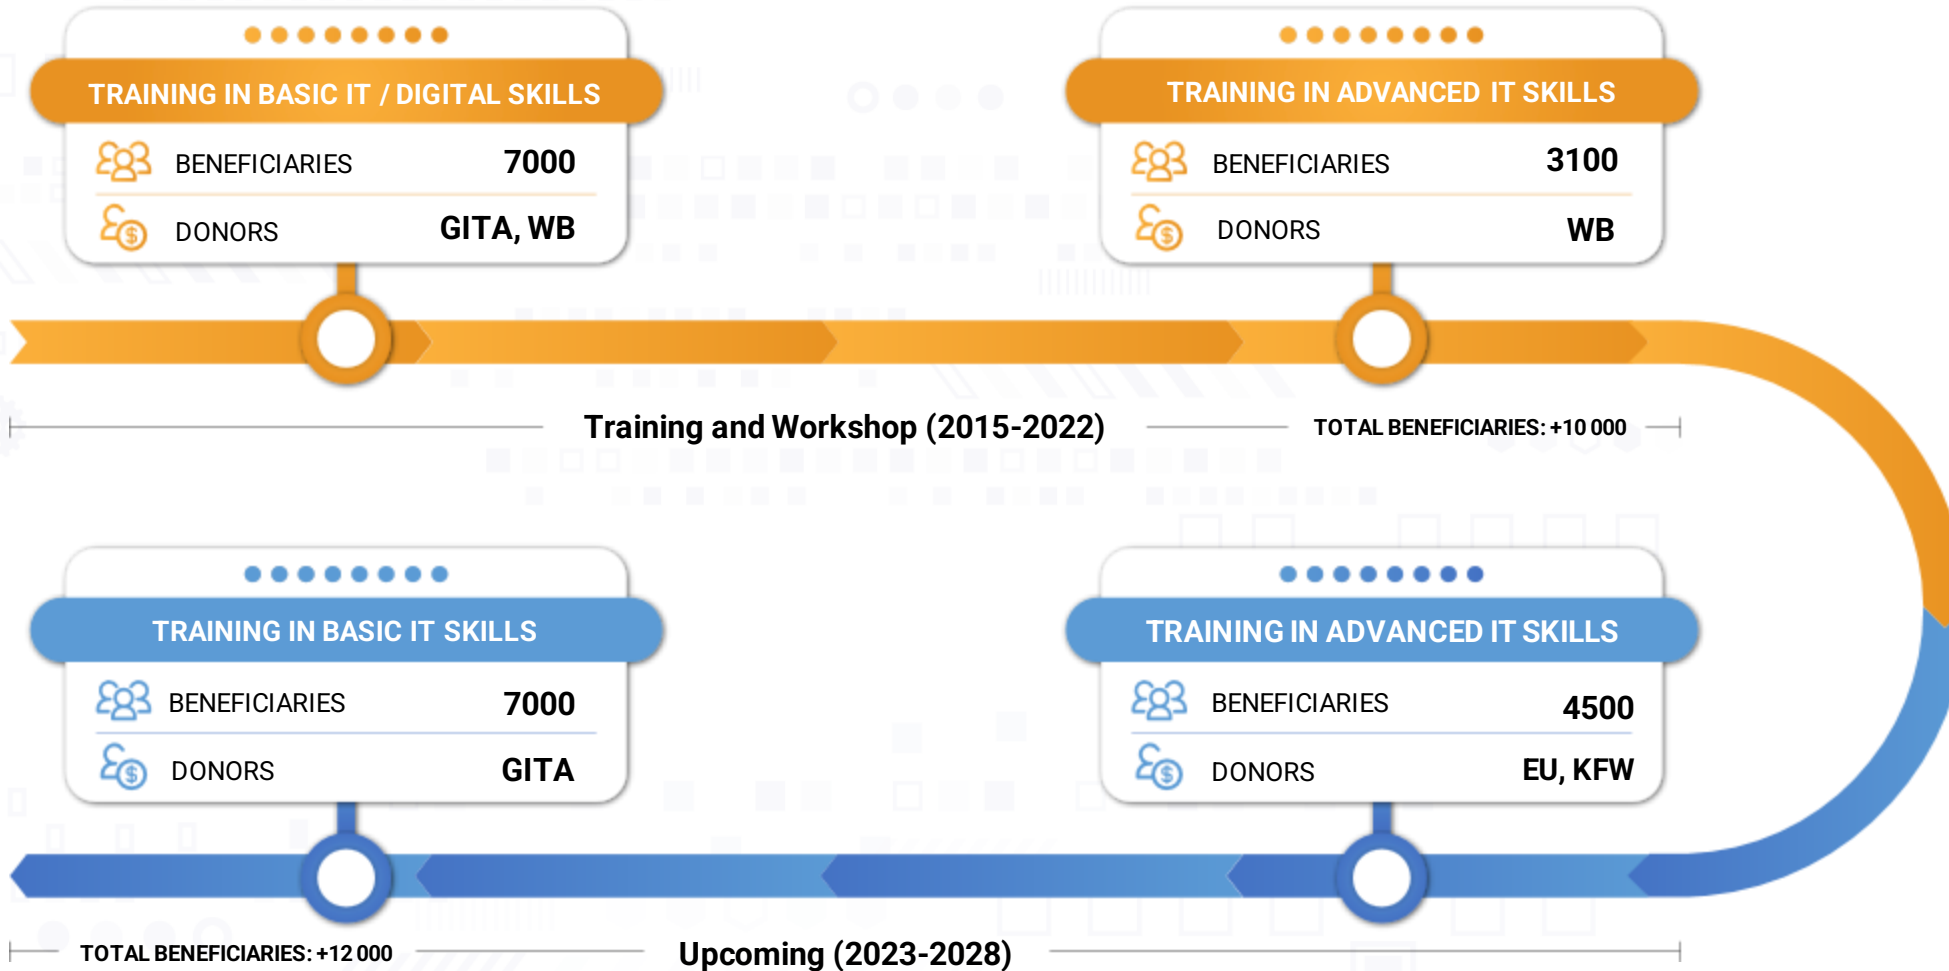 TRAINING IN BASIC IT / DIGITAL SKILLS
BENEFICIARIES 7000
DONORS GITA, WB
TRAINING IN ADVANCED IT SKILLS
BENEFICIARIES 3100
DONORS WB
Training and Workshop (2015-2022)
TOTAL BENEFICIARIES: +10 000
TRAINING IN BASIC IT SKILLS
BENEFICIARIES 7000
DONORS GITA
TRAINING IN ADVANCED IT SKILLS
BENEFICIARIES 4500
DONORS EU, KFW
TOTAL BENEFICIARIES: +12 000
Upcoming (2023-2028)